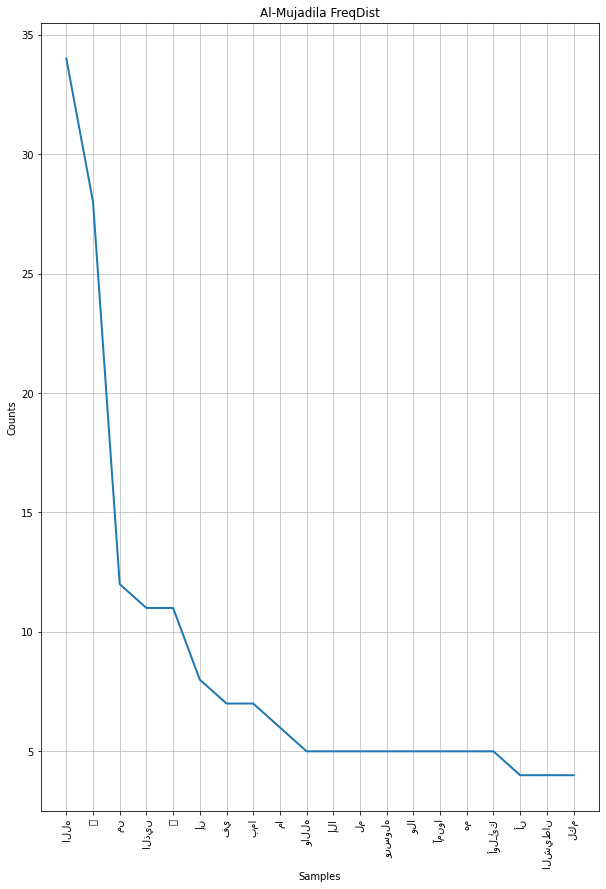 Al-Mujadila FreqDist
35
30
25
20
15
10
5
Counts
الله
من
الذين
إن
في
بما
ما
والله
إلا
لم
ورسوله
ولا
آمنوا
هم
أولـئك
أن
الشيطان
لكم
Samples